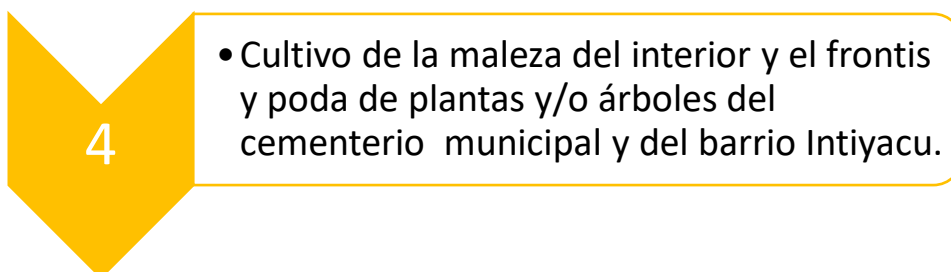 4
• Cultivo de la maleza del interior y el frontis
y poda de plantas y/o árboles del
cementerio municipal y del barrio Intiyacu.